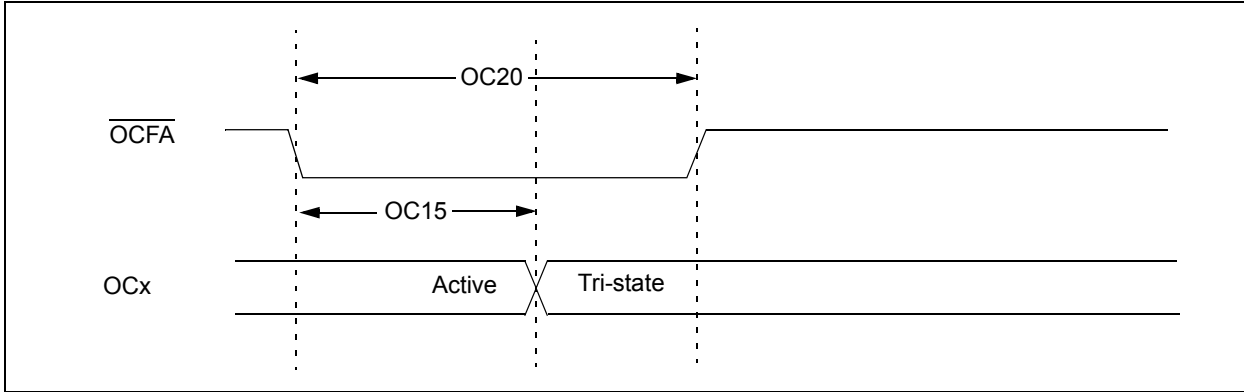 OC20
OCFA
OC15
OCx
Active
Tri-state